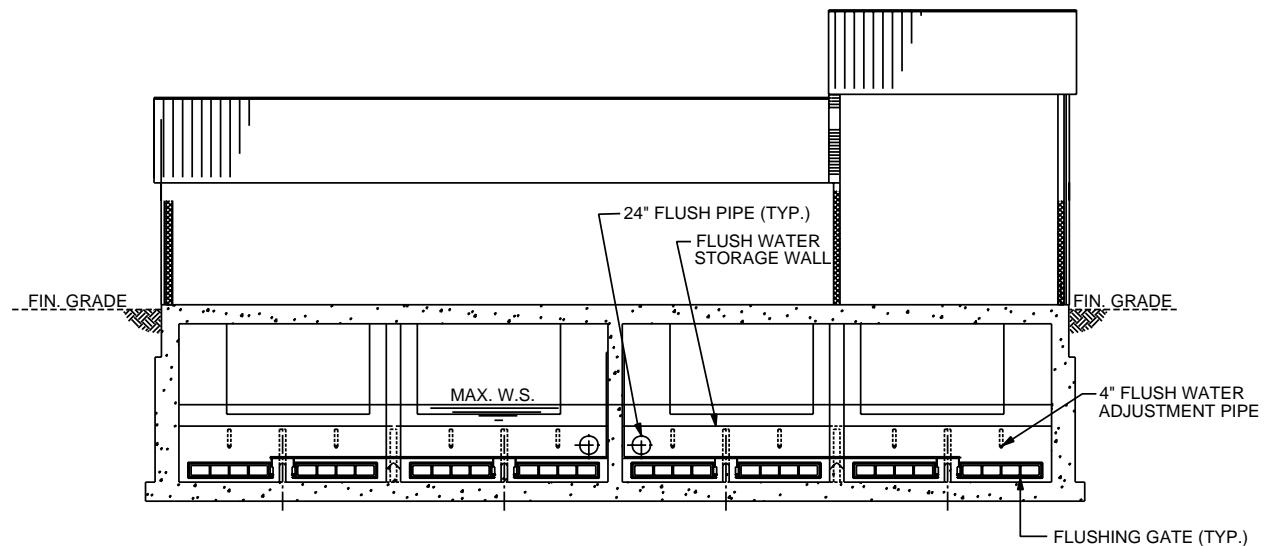 24" FLUSH PIPE (TYP.)
FLUSH WATER
STORAGE WALL
FIN. GRADE
FIN. GRADE
MAX. W.S.
4" FLUSH WATER
ADJUSTMENT PIPE
FLUSHING GATE (TYP.)